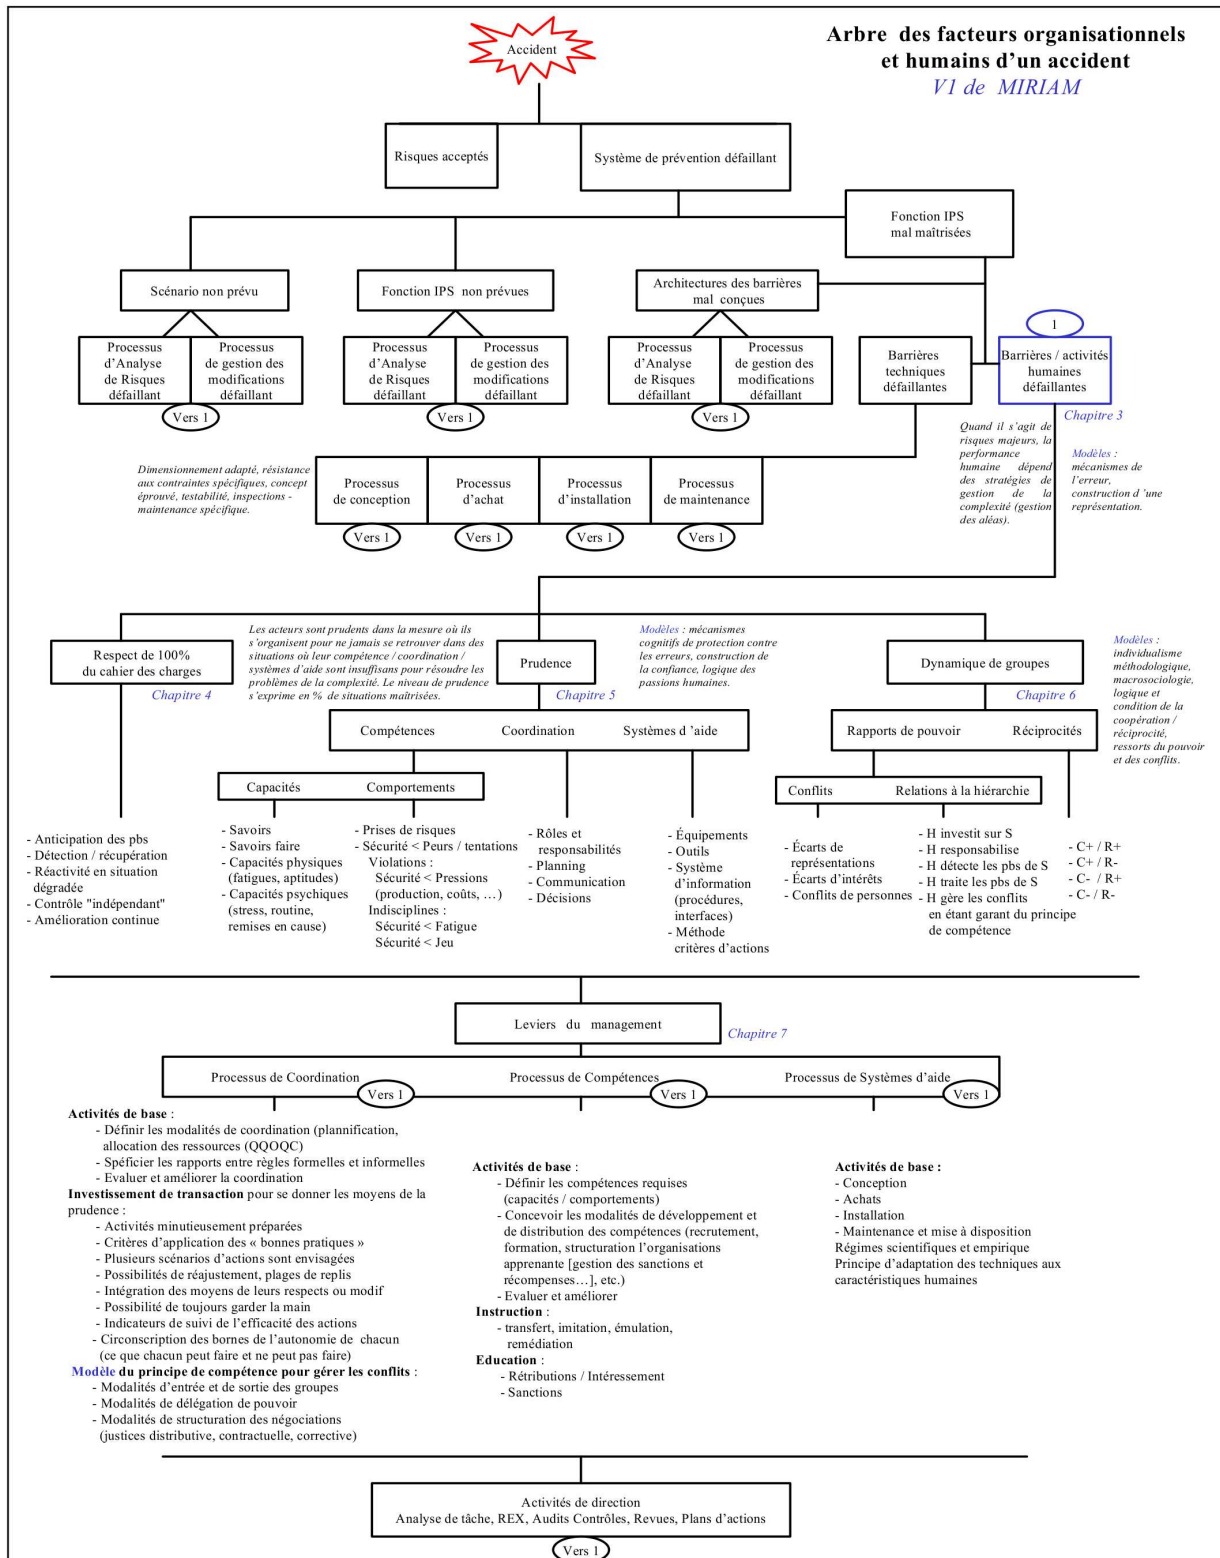 Accident
Arbre des facteurs organisationnels
et humains d'un accident
V1 de MIRIAM
Risques acceptés
Système de prévention défaillant
Fonction IPS
mal maîtrisées
Scénario non prévu
Fonction IPS non prévues
Architectures des barrières
mal conçues
1
Processus
d'Analyse
de Risques
défaillant
Processus
de gestion des
modifications
défaillant
Vers 1
Processus
d'Analyse
de Risques
défaillant
Processus
de gestion des
modifications
défaillant
Vers 1
Processus
d'Analyse
de Risques
défaillant
Processus
de gestion des
modifications
défaillant
Vers 1
Barrières
techniques
défaillantes
Barrières / activités
humaines
défaillantes
Chapitre 3
Quand il s'agit de
risques majeurs, la
performance
humaine dépend
des stratégies de
gestion de la
complexité (gestion
des aléas).
Modèles :
mécanismes de
l'erreur,
construction d 'une
représentation.
Dimensionnement adapté, résistance
aux contraintes spécifiques, concept
éprouvé, testabilité, inspections -
maintenance spécifique.
Processus
de conception
Vers 1
Processus
d'achat
Vers 1
Processus
d'installation
Vers 1
Processus
de maintenance
Vers 1
Respect de 100%
du cahier des charges
Chapitre 4
Les acteurs sont prudents dans la mesure où ils
s'organisent pour ne jamais se retrouver dans des
situations où leur compétence / coordination /
systèmes d'aide sont insuffisans pour résoudre les
problèmes de la complexité. Le niveau de prudence
s'exprime en % de situations maîtrisées.
Prudence
Chapitre 5
Modèles : mécanismes
cognitifs de protection contre
les erreurs, construction de
la confiance, logique des
passions humaines.
Dynamique de groupes
Chapitre 6
Modèles :
individualisme
méthodologique,
macrosociologie,
logique et
condition de la
coopération /
réciprocité,
ressorts du pouvoir
et des conflits.
Compétences
Coordination
Systèmes d 'aide
Rapports de pouvoir
Réciprocités
Capacités
Comportements
Conflits
Relations à la hiérarchie
- Anticipation des pbs
- Détection / récupération
- Réactivité en situation
dégradée
- Contrôle "indépendant"
- Amélioration continue
- Savoirs
- Savoirs faire
- Capacités physiques
(fatigues, aptitudes)
- Capacités psychiques
(stress, routine,
remises en cause)
- Prises de risques
- Sécurité < Peurs / tentations
Violations :
Sécurité < Pressions
(production, coûts, …)
Indisciplines :
Sécurité < Fatigue
Sécurité < Jeu
- Rôles et
responsabilités
- Planning
- Communication
- Décisions
- Équipements
- Outils
- Système
d'information
(procédures,
interfaces)
- Méthode
critères d'actions
- Écarts de
représentations
- Écarts d'intérêts
- Conflits de personnes
- H investit sur S
- H responsabilise
- H détecte les pbs de S
- H traite les pbs de S
- H gère les conflits
en étant garant du principe
de compétence
- C+ / R+
- C+ / R-
- C- / R+
- C- / R-
Leviers du management
Chapitre 7
Processus de Coordination
Vers 1
Processus de Compétences
Vers 1
Processus de Systèmes d'aide
Vers 1
Activités de base :
- Définir les modalités de coordination (plannification,
allocation des ressources (QQOQC)
- Spéficier les rapports entre règles formelles et informelles
- Evaluer et améliorer la coordination
Investissement de transaction pour se donner les moyens de la
prudence :
- Activités minutieusement préparées
- Critères d'application des « bonnes pratiques »
- Plusieurs scénarios d'actions sont envisagées
- Possibilités de réajustement, plages de replis
- Intégration des moyens de leurs respects ou modif
- Possibilité de toujours garder la main
- Indicateurs de suivi de l'efficacité des actions
- Circonscription des bornes de l'autonomie de chacun
(ce que chacun peut faire et ne peut pas faire)
Modèle du principe de compétence pour gérer les conflits :
- Modalités d'entrée et de sortie des groupes
- Modalités de délégation de pouvoir
- Modalités de structuration des négociations
(justices distributive, contractuelle, corrective)
Activités de base :
- Définir les compétences requises
(capacités / comportements)
- Concevoir les modalités de développement et
de distribution des compétences (recrutement,
formation, structuration l'organisations
apprenante [gestion des sanctions et
récompenses…], etc.)
- Evaluer et améliorer
Instruction :
- transfert, imitation, émulation,
remédiation
Education :
- Rétributions / Intéressement
- Sanctions
Activités de base :
- Conception
- Achats
- Installation
- Maintenance et mise à disposition
Régimes scientifiques et empirique
Principe d'adaptation des techniques aux
caractéristiques humaines
Activités de direction
Analyse de tâche, REX, Audits Contrôles, Revues, Plans d'actions
Vers 1